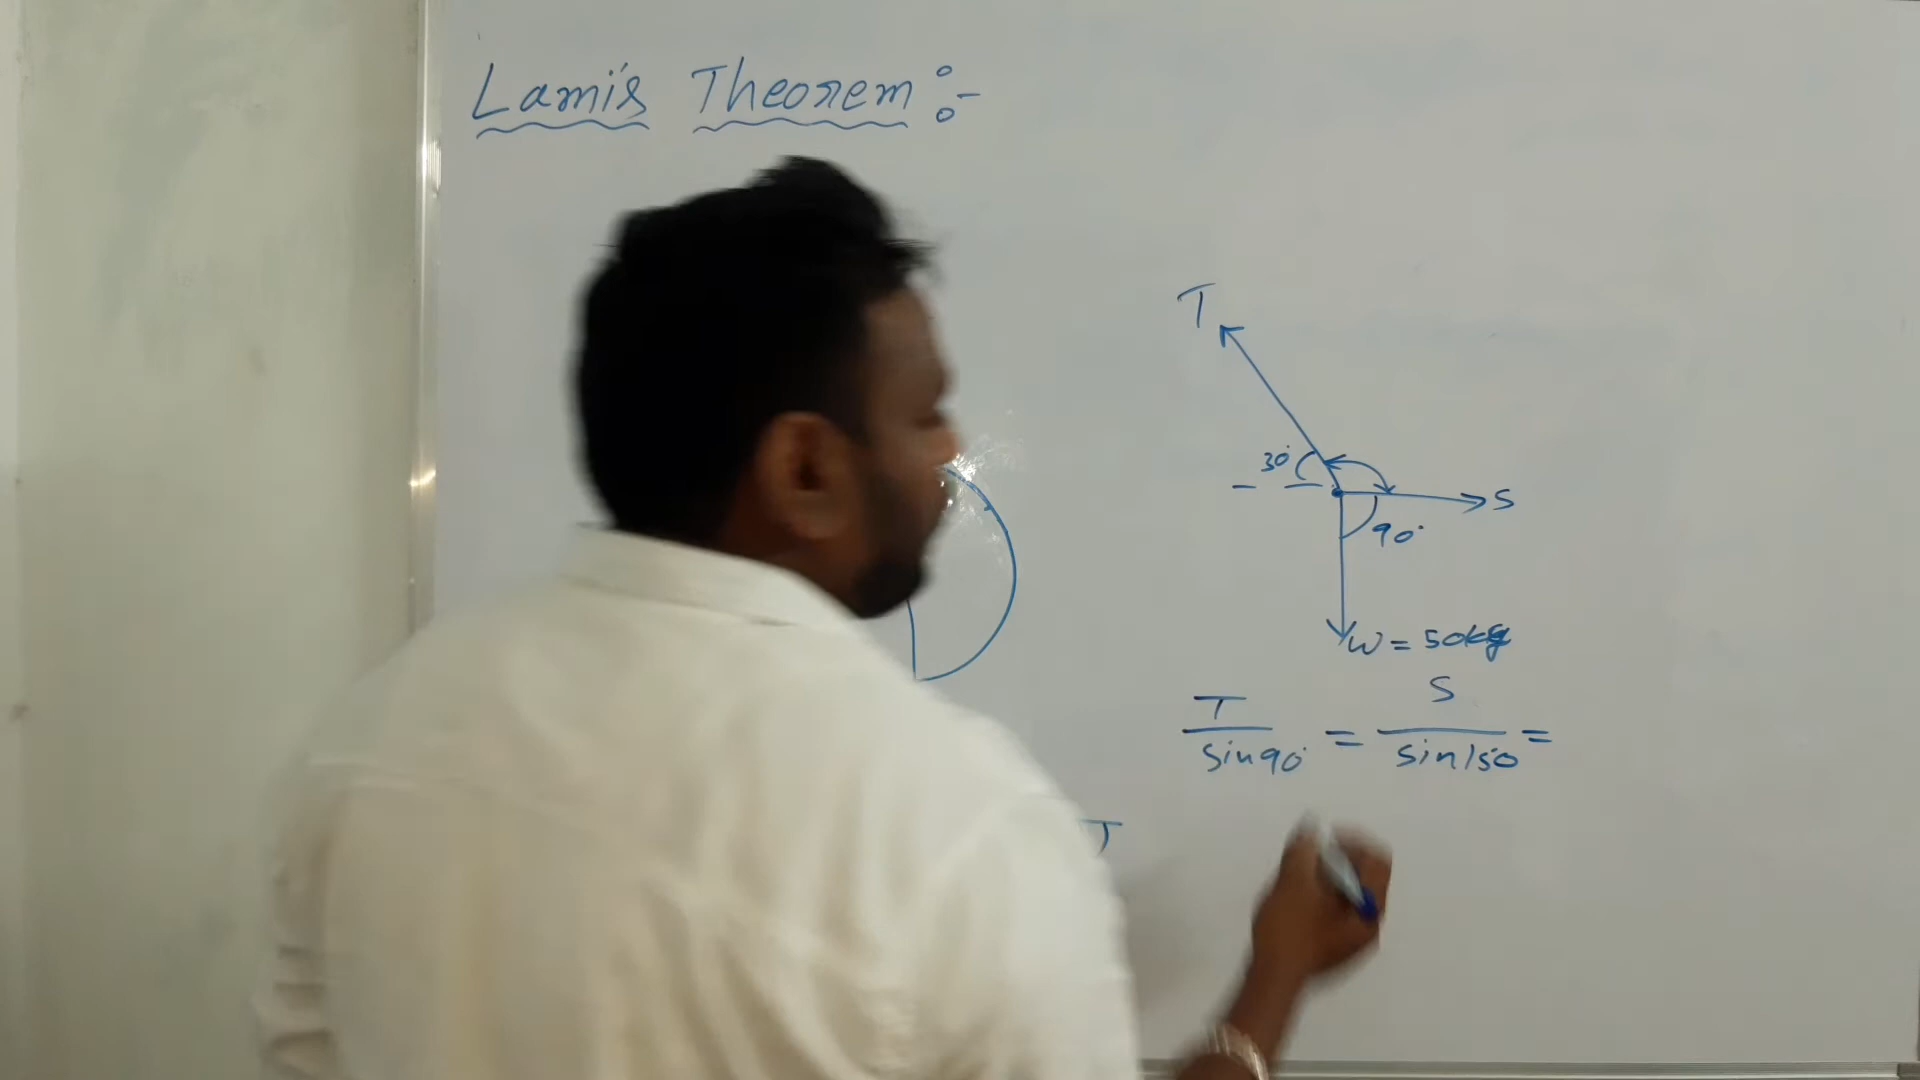 Lami's Theorem :-
T
30°
S
90°
W = 50kg
T/sin90° = S/sin150 =
T